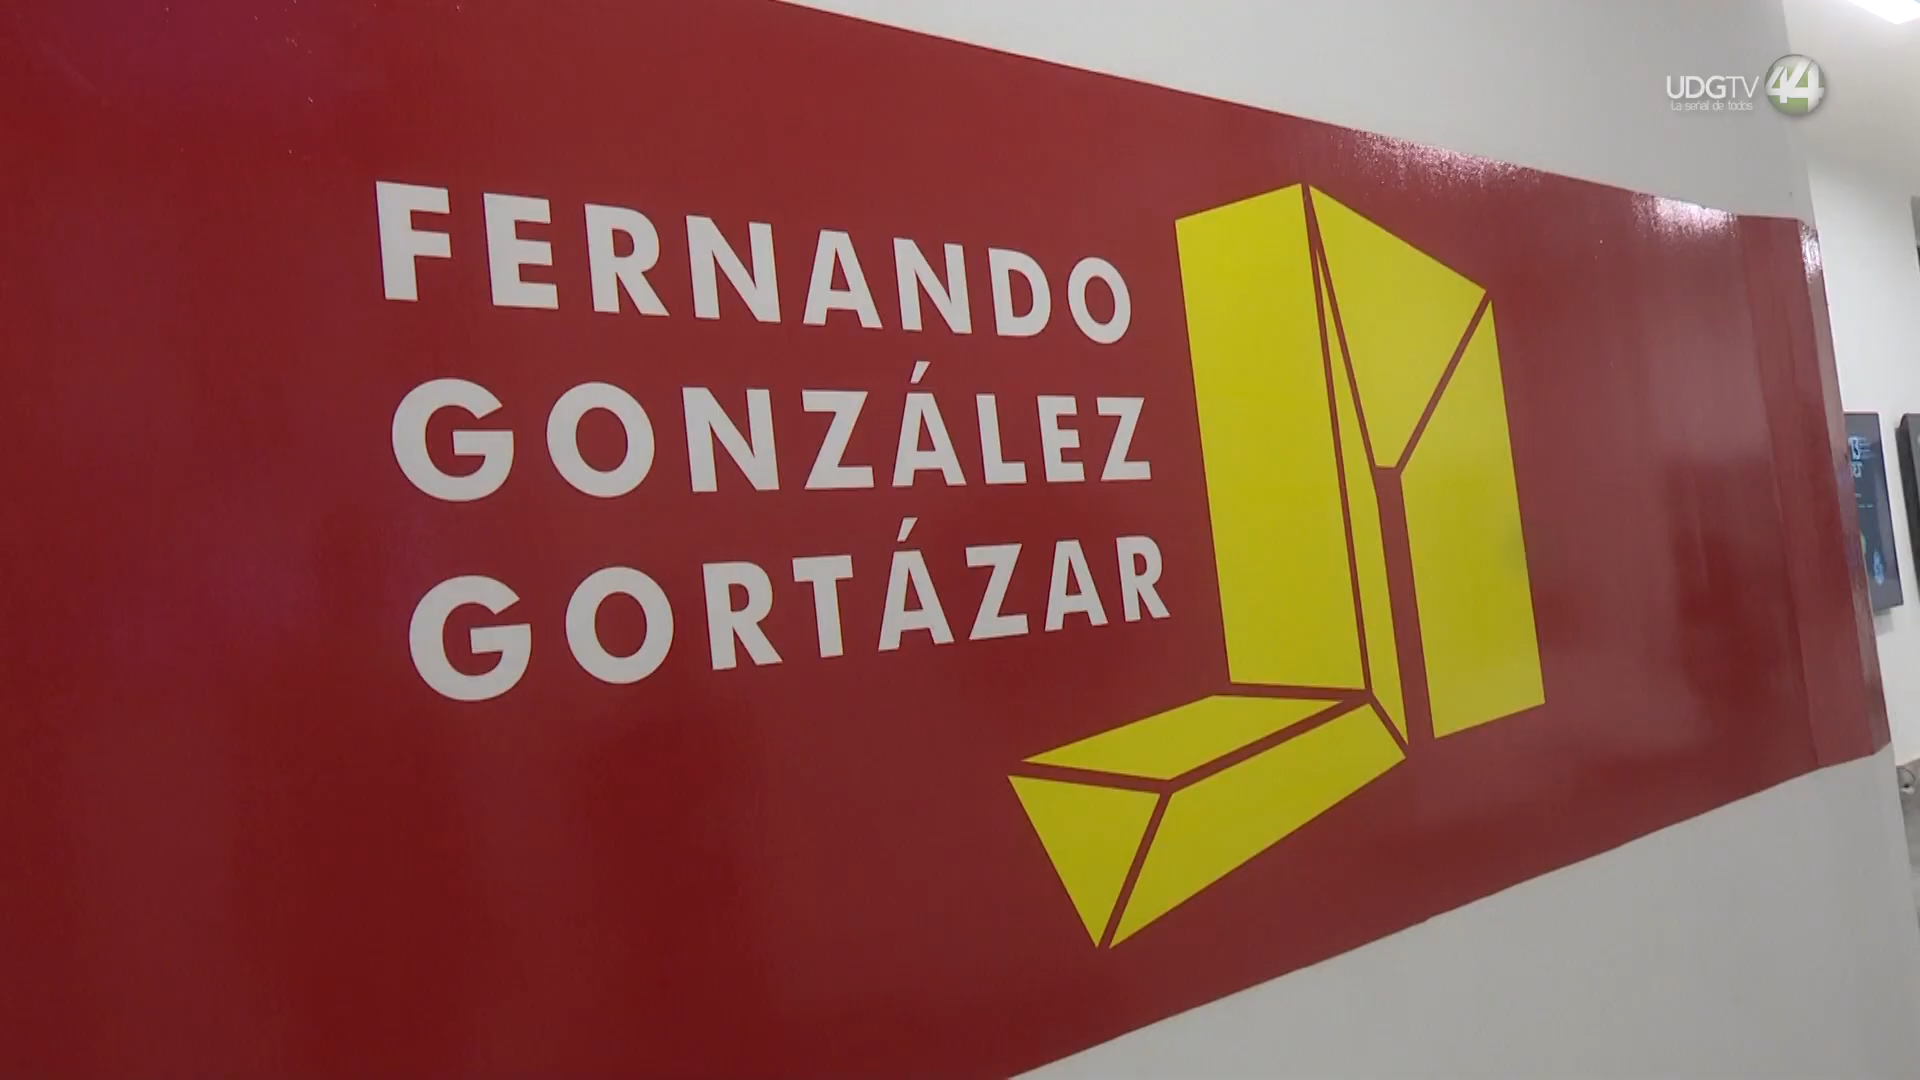 FERNANDO
GONZÁLEZ
GORTÁZAR
UDGTV 44
La señal de todos